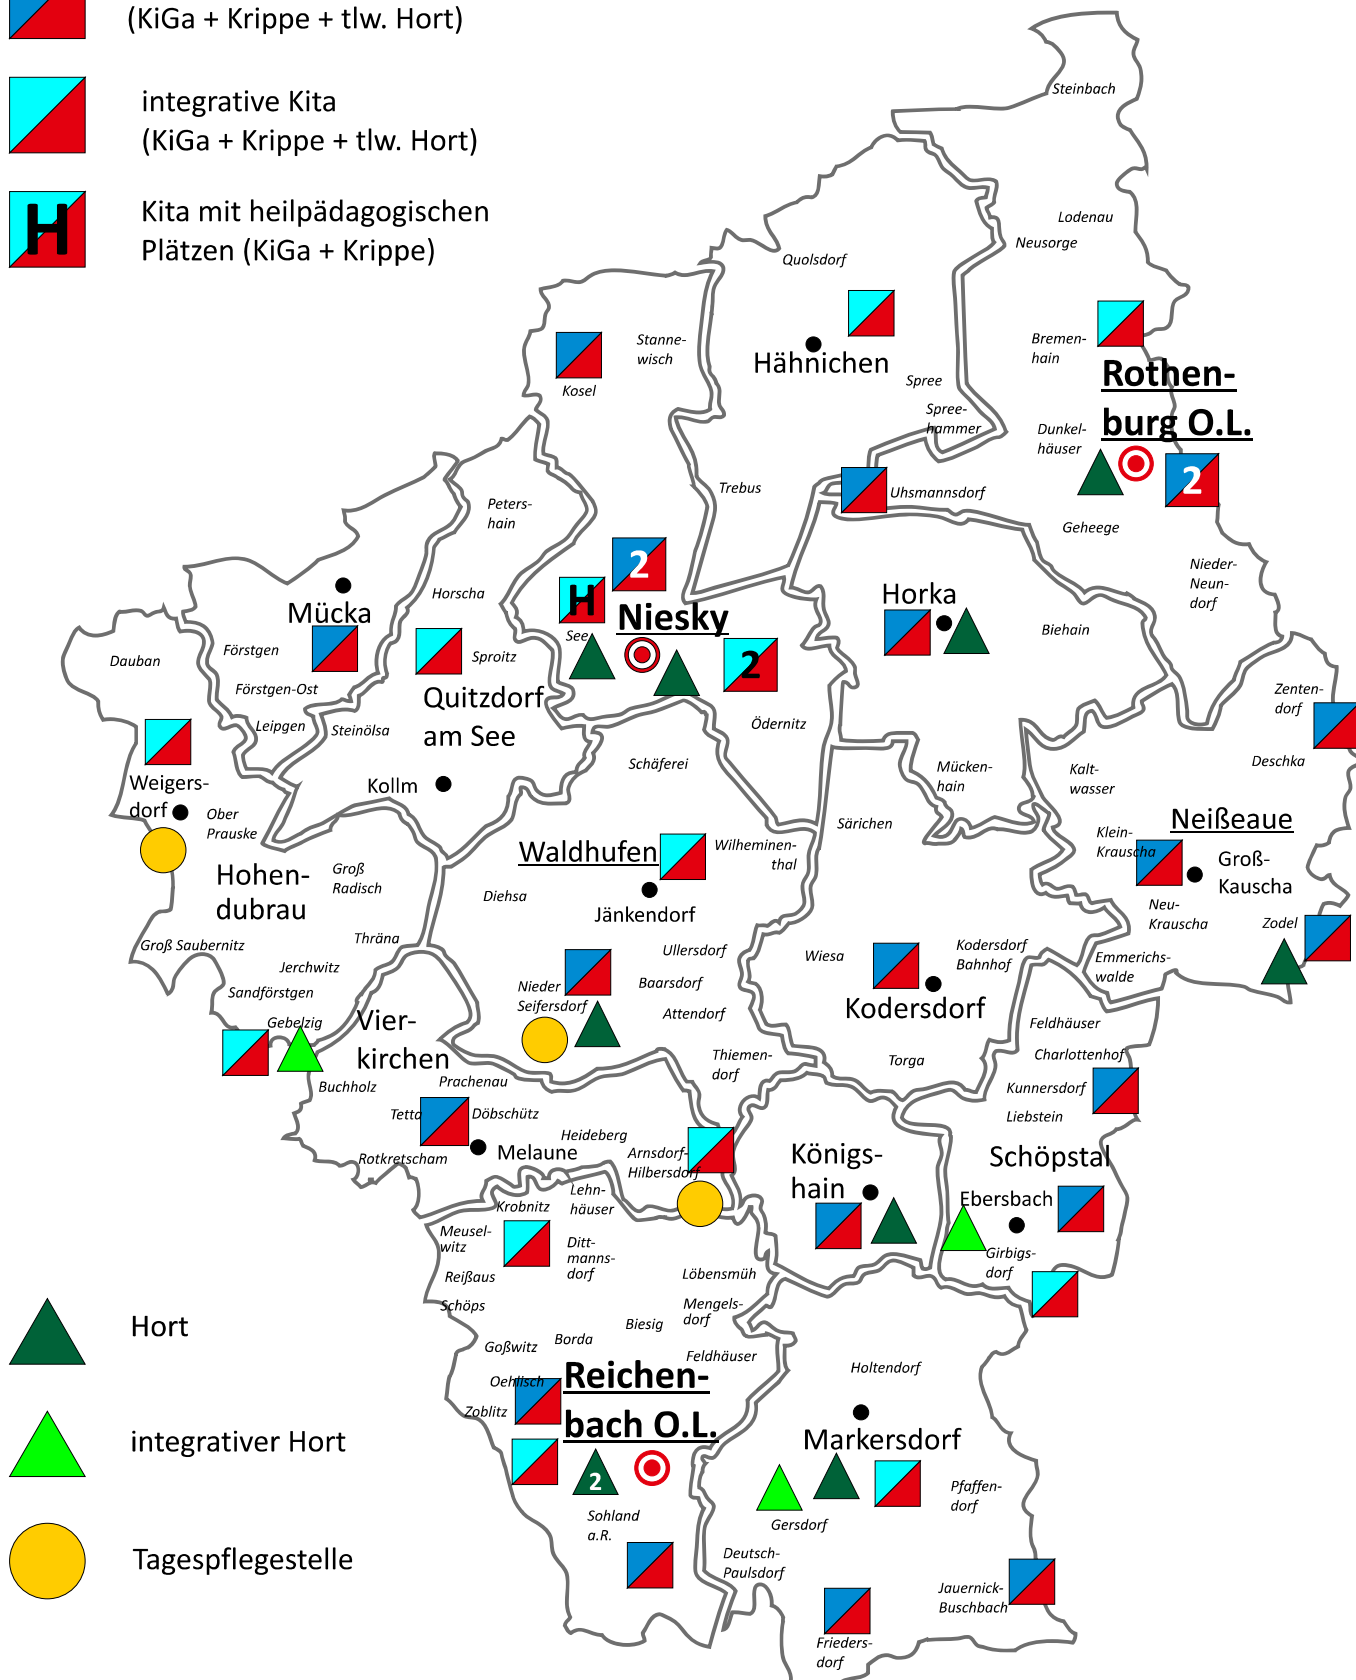 (KiGa + Krippe + tlw. Hort)
integrative Kita
(KiGa + Krippe + tlw. Hort)
H
Kita mit heilpädagogischen
Plätzen (KiGa + Krippe)
Steinbach
Lodenau
Neusorge
Quolsdorf
Stanne-
wisch
Kosel
Hähnichen
Bremen-
hain
Rothen-
burg O.L.
Spree
Spree-
hammer
Dunkel-
häuser
2
Trebus
Uhsmannsdorf
Geheege
Peters-
hain
Nieder-
Neun-
dorf
2
H
Niesky
See
2
Horka
Biehain
Horscha
Mücka
Förstgen
Sproitz
Dauban
Förstgen-Ost
Quitzdorf
am See
Leipgen
Steinölsa
Ödernitz
Zenten-
dorf
Deschka
Schäferei
Kollm
Mücken-
hain
Kalt-
wasser
Weigers-
dorf
Ober
Prauske
Särichen
Neißeaue
Klein-
Krauscha
Groß-
Kauscha
Waldhufen
Wilheminen-
thal
Hohen-
dubrau
Groß
Radisch
Diehsa
Jänkendorf
Neu-
Krauscha
Zodel
Groß Saubernitz
Thräna
Ullersdorf
Wiesa
Kodersdorf
Bahnhof
Emmerichs-
walde
Jerchwitz
Sandförstgen
Nieder
Seifersdorf
Baarsdorf
Attendorf
Kodersdorf
Gebelzig
Vier-
kirchen
Feldhäuser
Charlottenhof
Thiemen-
dorf
Torga
Buchholz
Prachenau
Kunnersdorf
Tetta
Döbschütz
Liebstein
Heideberg
Melaune
Rotkretscham
Arnsdorf-
Hilbersdorf
Königs-
hain
Schöpstal
Ebersbach
Krobnitz
Lehn-
häuser
Meusel-
witz
Ditt-
manns-
dorf
Girbigs-
dorf
Reißaus
Löbensmüh
Schöps
Mengels-
dorf
Biesig
Borda
Goßwitz
Feldhäuser
Hort
Oehlisch
Reichen-
bach O.L.
Zoblitz
2
Holtendorf
Markersdorf
integrativer Hort
Pfaffen-
dorf
Sohland
a.R.
Gersdorf
Tagespflegestelle
Deutsch-
Paulsdorf
Jauernick-
Buschbach
Frieders-
dorf